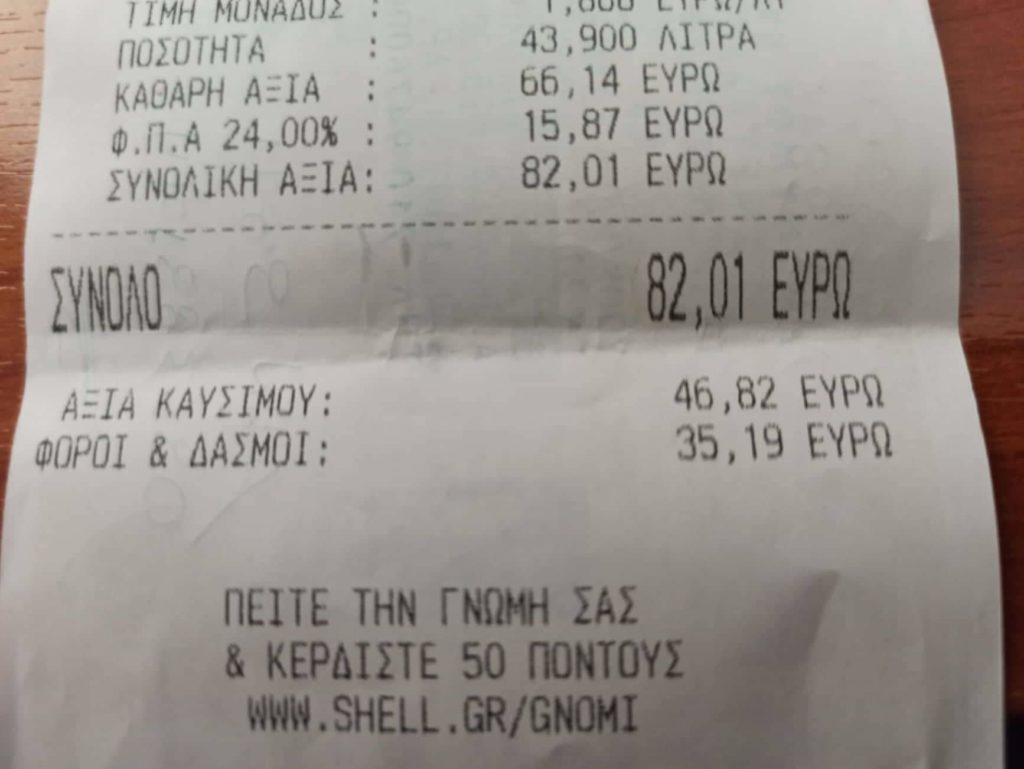 ΤΙΜΗ ΜΟΝΑΔΟΣ :
ΠΟΣΟΤΗΤΑ : 43,900 ΛΙΤΡΑ
ΚΑΘΑΡΗ ΑΞΙΑ : 66,14 ΕΥΡΩ
Φ.Π.Α 24,00% : 15,87 ΕΥΡΩ
ΣΥΝΟΛΙΚΗ ΑΞΙΑ: 82,01 ΕΥΡΩ
ΣΥΝΟΛΟ 82,01 ΕΥΡΩ
ΑΞΙΑ ΚΑΥΣΙΜΟΥ: 46,82 ΕΥΡΩ
ΦΟΡΟΙ & ΔΑΣΜΟΙ: 35,19 ΕΥΡΩ
ΠΕΙΤΕ ΤΗΝ ΓΝΩΜΗ ΣΑΣ
& ΚΕΡΔΙΣΤΕ 50 ΠΟΝΤΟΥΣ
WWW.SHELL.GR/GNOMI